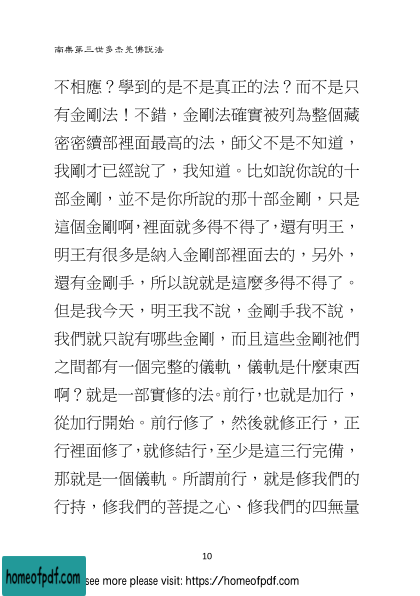 南無第三世多杰羌佛說法
不相應？學到的是不是真正的法？而不是只
有金剛法！不錯，金剛法確實被列為整個藏
密密續部裡面最高的法，師父不是不知道，
我剛才已經說了，我知道。比如說你說的十
部金剛，並不是你所說的那十部金剛，只是
這個金剛啊，裡面就多得不得了，還有明王，
明王有很多是納入金剛部裡面去的，另外，
還有金剛手，所以說就是這麼多得不得了。
但是我今天，明王我不說，金剛手我不說，
我們就只說有哪些金剛，而且這些金剛祂們
之間都有一個完整的儀軌，儀軌是什麼東西
啊？就是一部實修的法。前行，也就是加行，
從加行開始。前行修了，然後就修正行，正
行裡面修了，就修結行，至少是這三行完備，
那就是一個儀軌。所謂前行，就是修我們的
行持，修我們的菩提之心、修我們的四無量
10
homeofpdf.com
see more please visit: https://homeofpdf.com